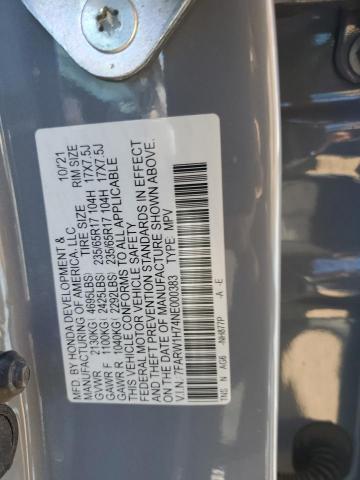 MFD. BY HONDA DEVELOPMENT & 10/21
MANUFACTURING OF AMERICA, LLC
TIRE SIZE RIM SIZE
GVWR 2130KG( 4695LBS)
GAWR F 1100KG( 2425LBS) 235/65R17 104H 17X7.5J
GAWR R 1040KG( 2292LBS) 235/65R17 104H 17X7.5J
THIS VEHICLE CONFORMS TO ALL APPLICABLE
FEDERAL MOTOR VEHICLE SAFETY, BUMPER,
AND THEFT PREVENTION STANDARDS IN EFFECT
ON THE DATE OF MANUFACTURE SHOWN ABOVE.
V.I.N. 7FARW1H74NE000383 TYPE MPV
N AG6 -NH877P -A -E